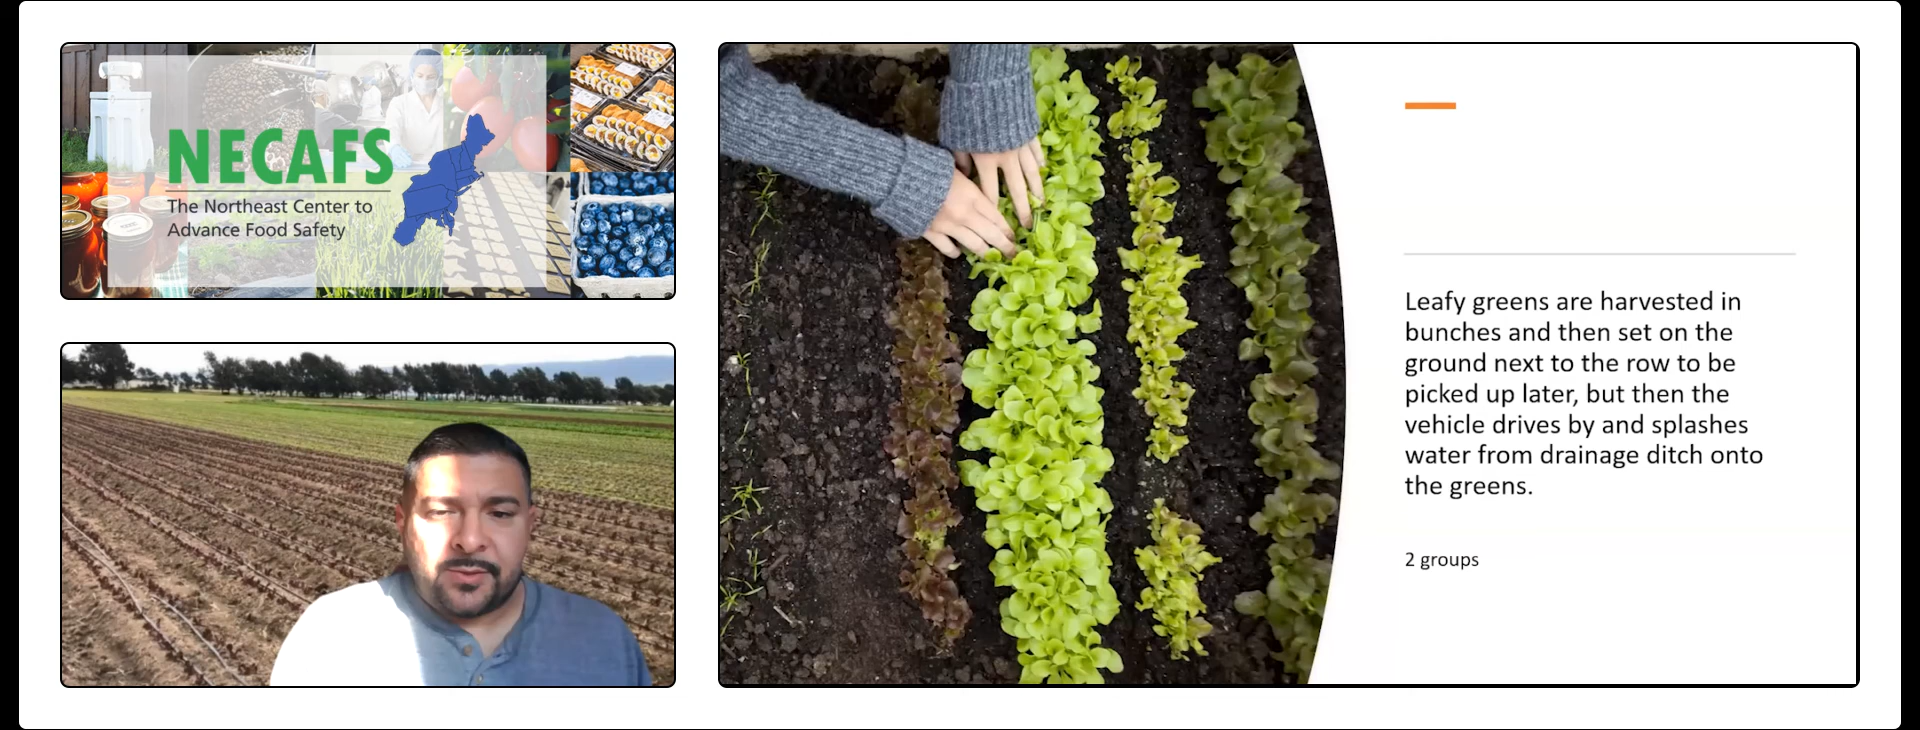 NECAFS
The Northeast Center to
Advance Food Safety
Leafy greens are harvested in
bunches and then set on the
ground next to the row to be
picked up later, but then the
vehicle drives by and splashes
water from drainage ditch onto
the greens.
2 groups